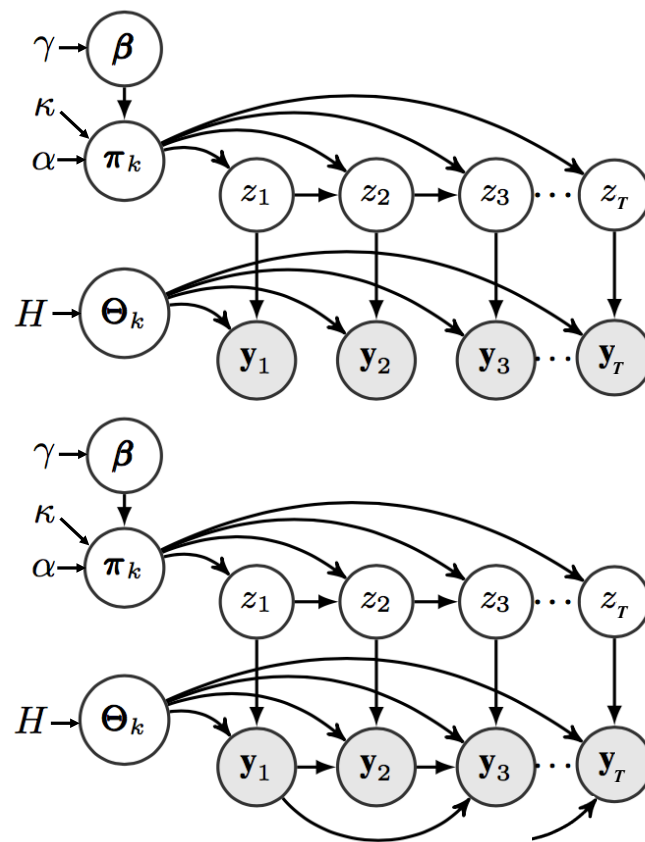 γ β
κ
α π_k
z_1 z_2 z_3 ··· z_T
H Θ_k
y_1 y_2 y_3 ··· y_T
γ β
κ
α π_k
z_1 z_2 z_3 ··· z_T
H Θ_k
y_1 y_2 y_3 ··· y_T